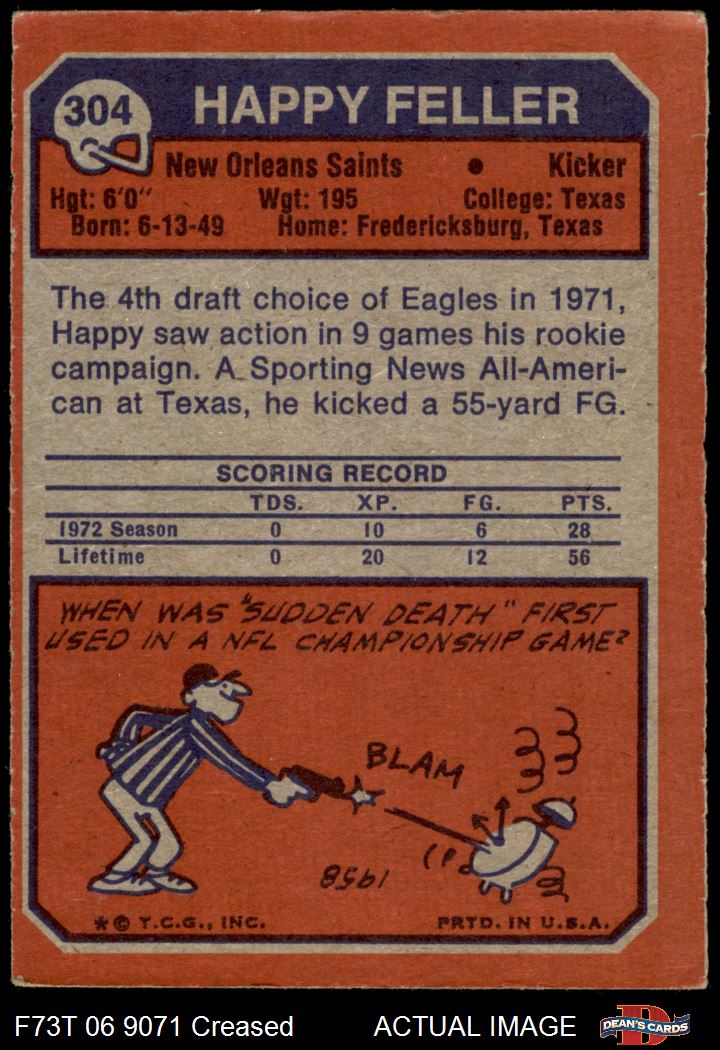 304
HAPPY FELLER
New Orleans Saints • Kicker
Hgt: 6'0" Wgt: 195 College: Texas
Born: 6-13-49 Home: Fredericksburg, Texas
The 4th draft choice of Eagles in 1971,
Happy saw action in 9 games his rookie
campaign. A Sporting News All-Ameri-
can at Texas, he kicked a 55-yard FG.
SCORING RECORD
TDS. XP. FG. PTS.
1972 Season 0 10 6 28
Lifetime 0 20 12 56
WHEN WAS "SUDDEN DEATH" FIRST
USED IN A NFL CHAMPIONSHIP GAME?
BLAM
1958
* © T.C.G., INC. PRTD. IN U.S.A.
F73T 06 9071 Creased ACTUAL IMAGE
D
DEAN'S CARDS